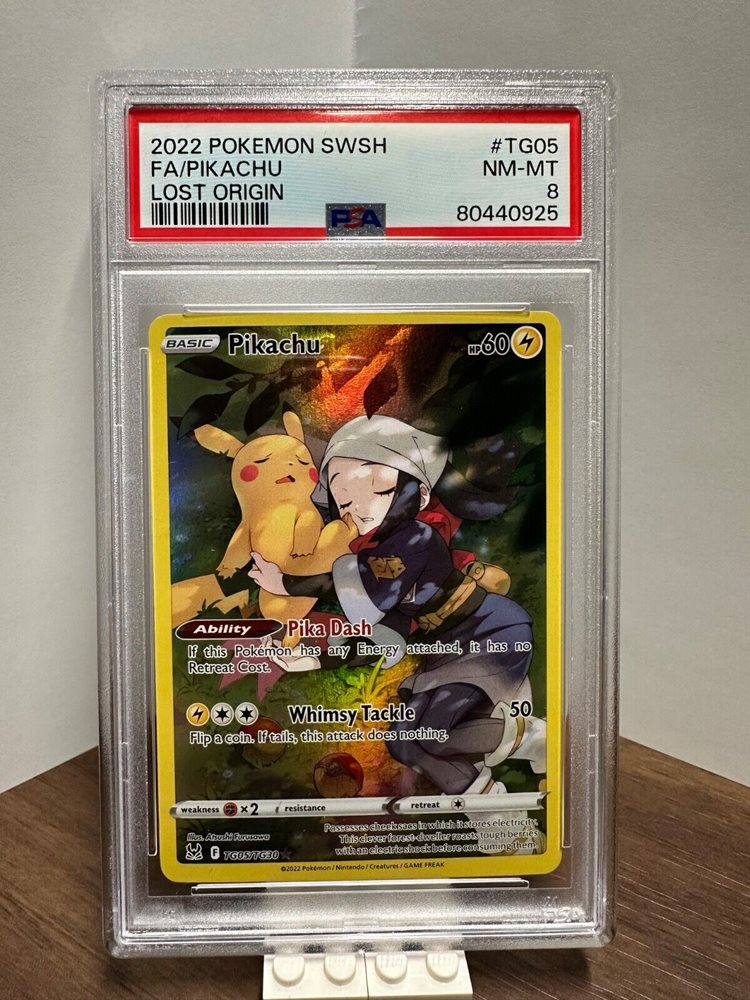 2022 POKEMON SWSH #TG05
FA/PIKACHU NM-MT
LOST ORIGIN 8
PSA 80440925
BASIC Pikachu HP60
Ability Pika Dash
If this Pokémon has any Energy attached, it has no
Retreat Cost.
Whimsy Tackle 50
Flip a coin. If tails, this attack does nothing.
weakness ×2 resistance retreat
Possesses cheek sacs in which it stores electricity.
This clever forest-dweller roasts tough berries
with an electric shock before consuming them.
Illus. Atsushi Furusawa
F TG05/TG30
©2022 Pokémon / Nintendo / Creatures / GAME FREAK